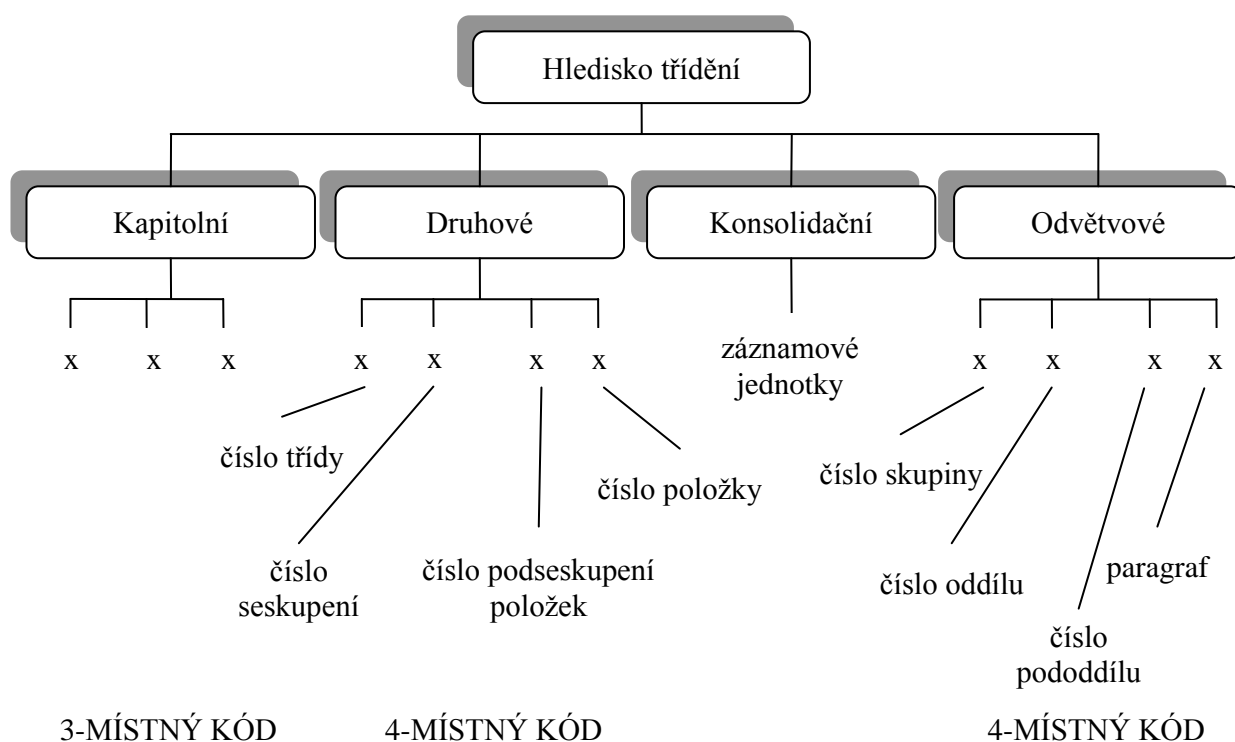 Hledisko třídění
Kapitolní
Druhové
Konsolidační
Odvětvové
x x x
x x x x
záznamové
jednotky
x x x x
číslo třídy
číslo položky
číslo skupiny
číslo
seskupení
číslo podseskupení
položek
číslo oddílu
paragraf
číslo
pododdílu
3-MÍSTNÝ KÓD
4-MÍSTNÝ KÓD
4-MÍSTNÝ KÓD